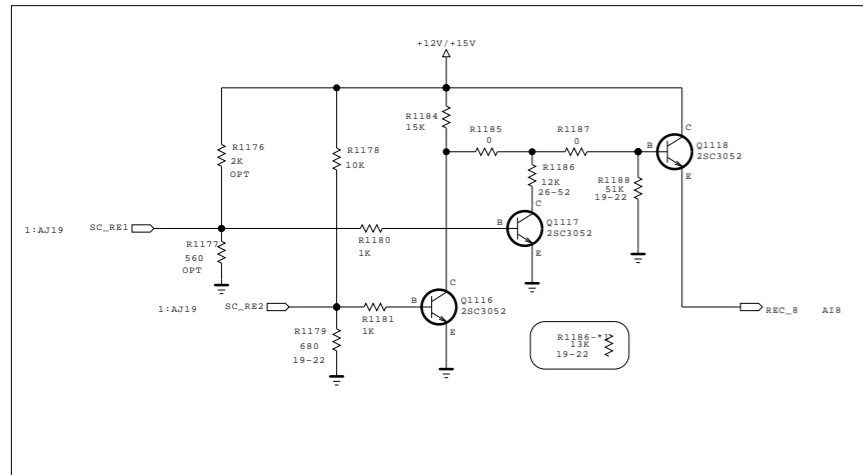 +12V/+15V
R1184
15K
R1185
0
R1187
0
C
Q1118
2SC3052
B
E
R1176
2K
OPT
R1178
10K
R1186
12K
26-52
R1188
51K
19-22
C
1:AJ19
SC_RE1
R1180
1K
B
Q1117
2SC3052
E
R1177
560
OPT
C
1:AJ19
SC_RE2
R1181
1K
B
Q1116
2SC3052
E
REC_8
AI8
R1179
680
19-22
R1186-*1
13K
19-22